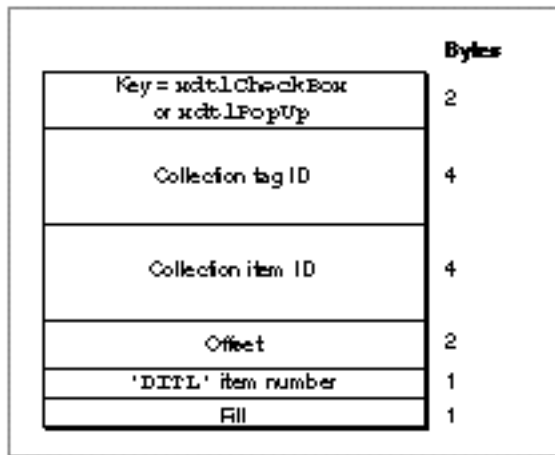 Bytes
Key = xdtlCheckBox 2
or xdtlPopUp
Collection tag ID 4
Collection item ID 4
Offset 2
'DITL' item number 1
Fill 1